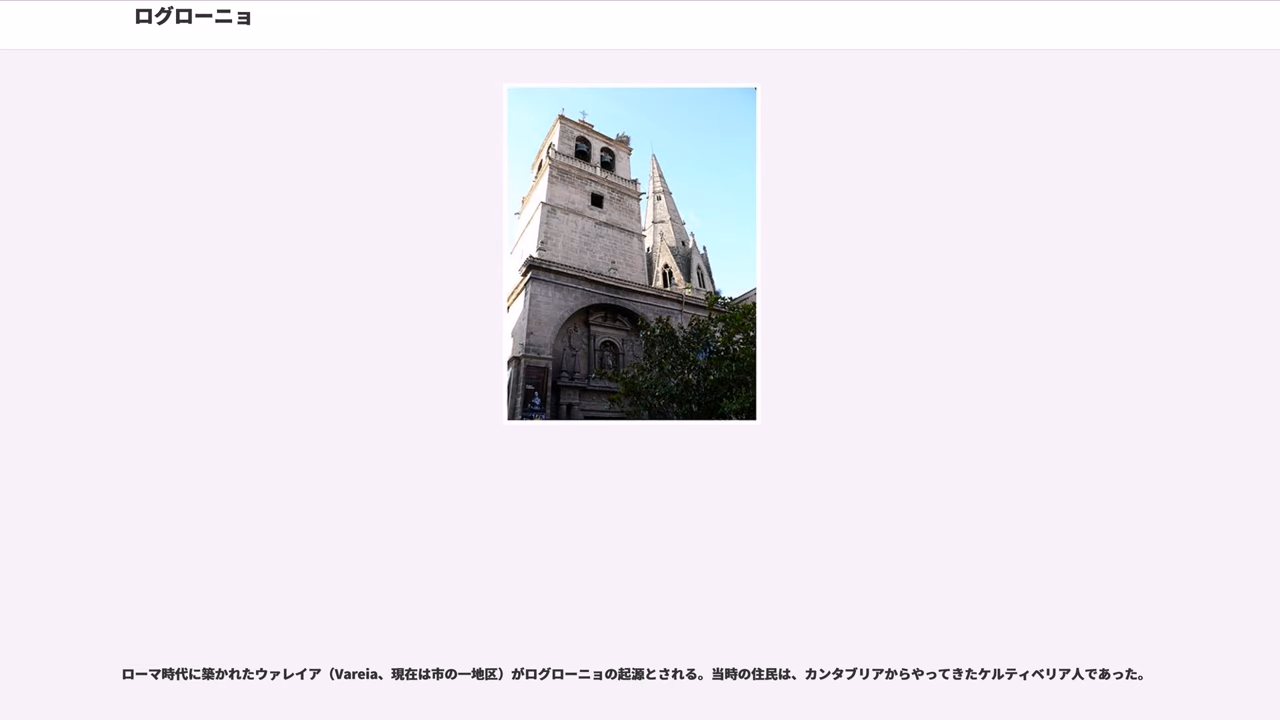 ログローニョ
ローマ時代に築かれたウァレイア（Vareia、現在は市の一地区）がログローニョの起源とされる。当時の住民は、カンタブリアからやってきたケルティベリア人であった。